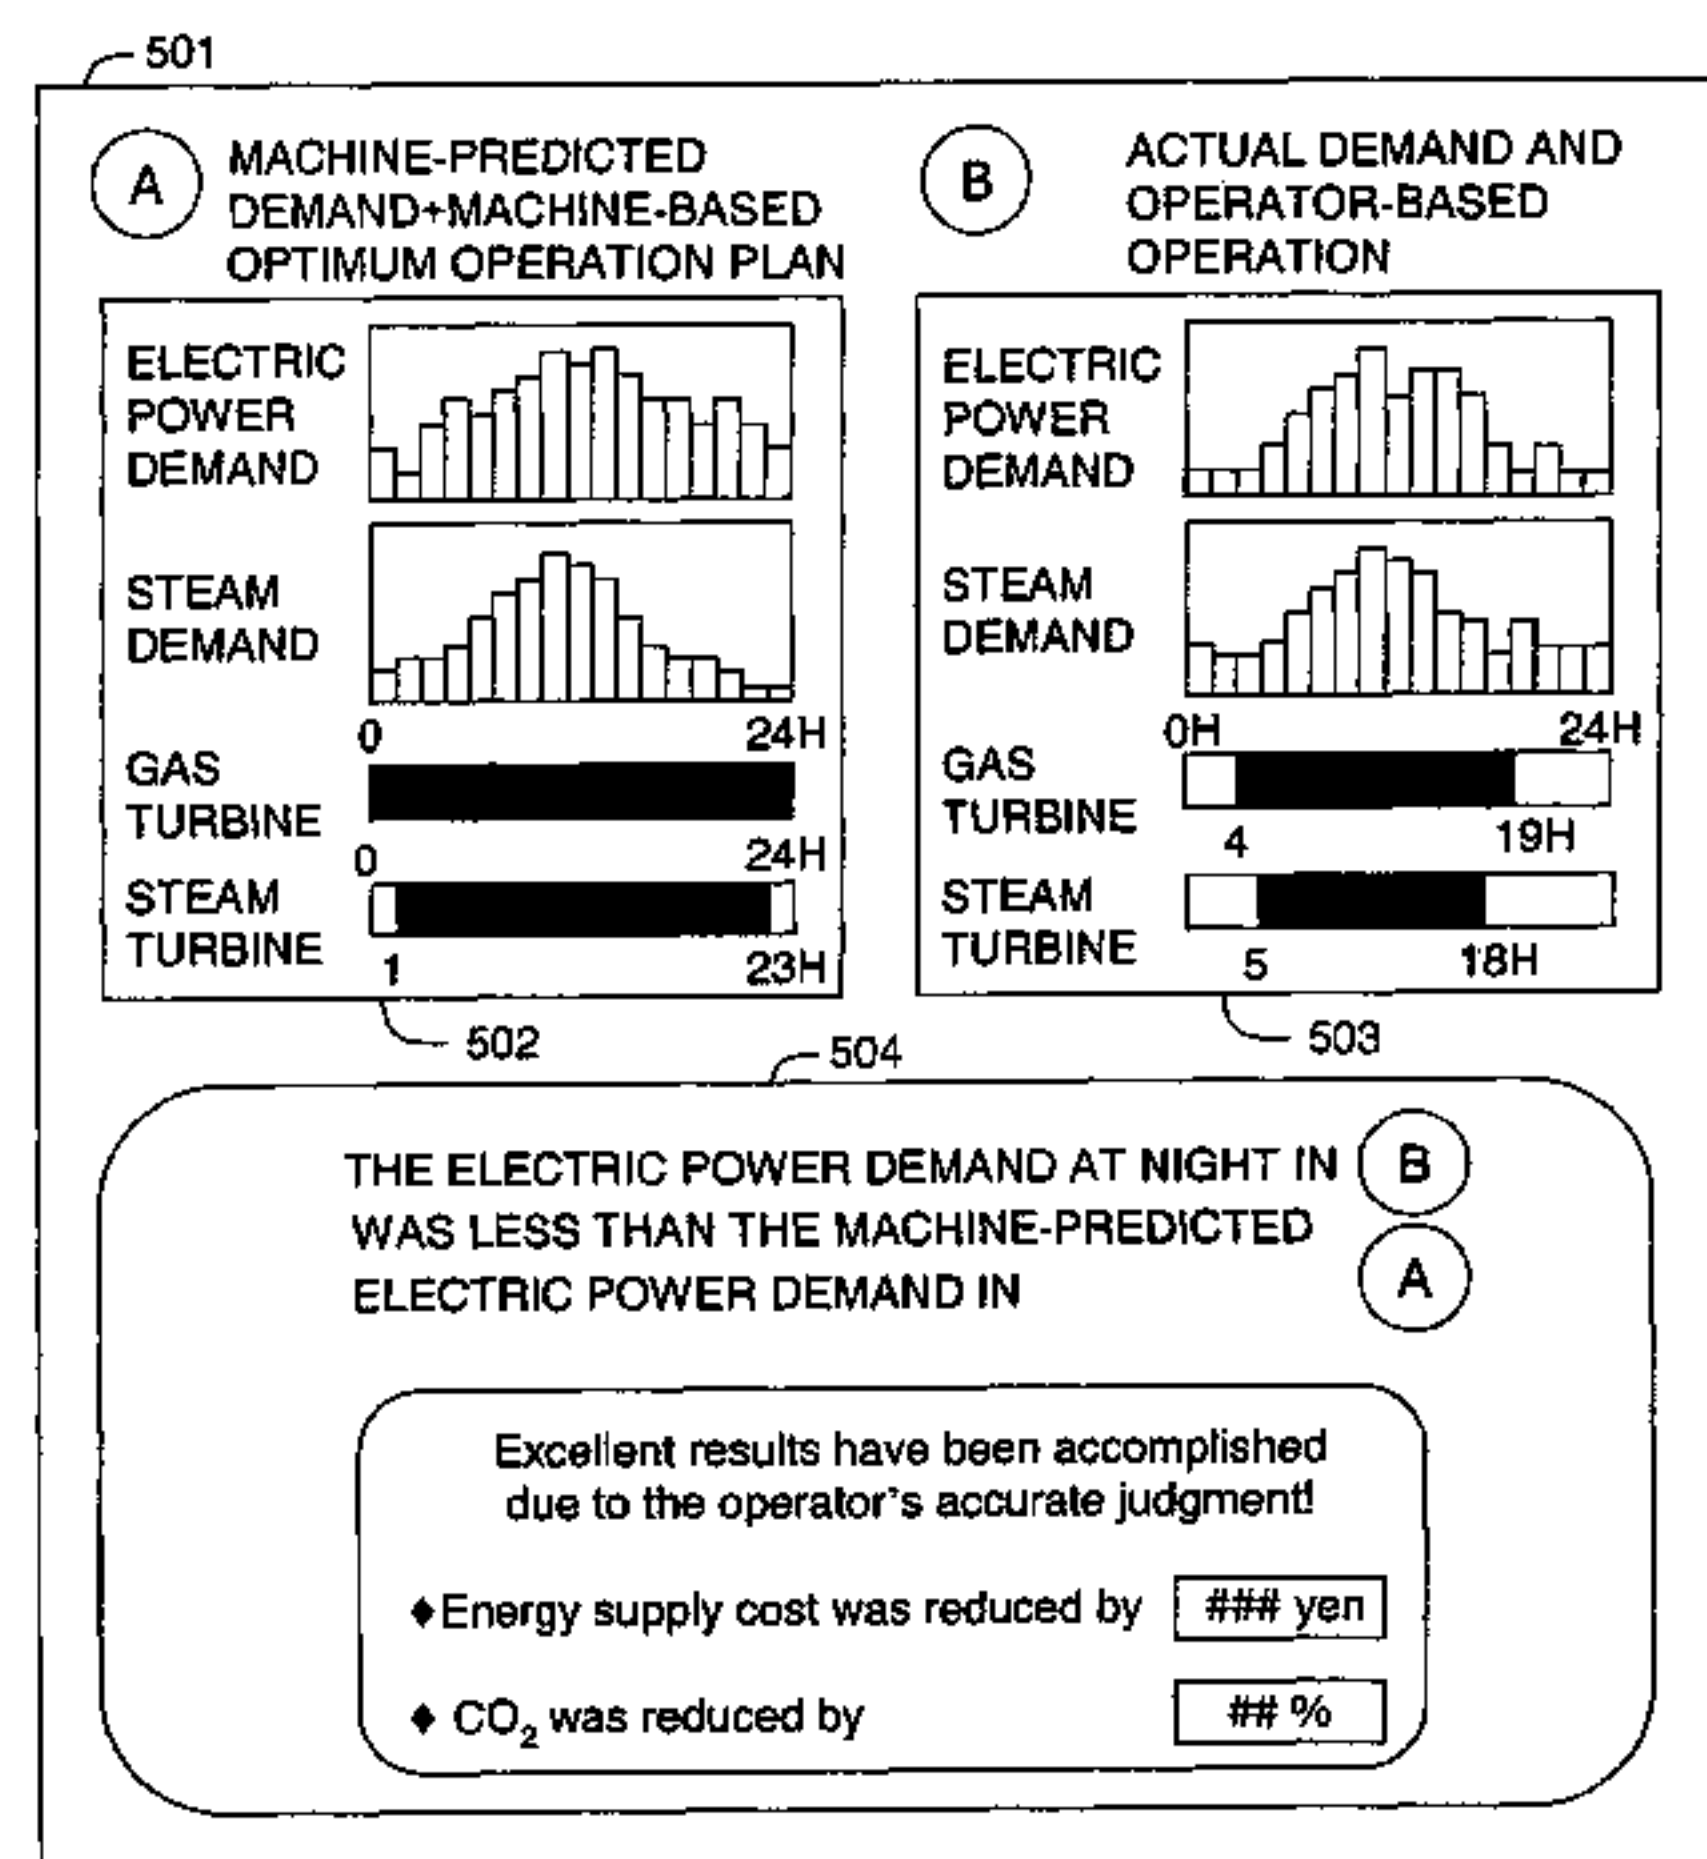 501
A
MACHINE-PREDICTED
DEMAND+MACHINE-BASED
OPTIMUM OPERATION PLAN
ELECTRIC
POWER
DEMAND
STEAM
DEMAND
0 24H
GAS
TURBINE
0 24H
STEAM
TURBINE
1 23H
502
B
ACTUAL DEMAND AND
OPERATOR-BASED
OPERATION
ELECTRIC
POWER
DEMAND
STEAM
DEMAND
0H 24H
GAS
TURBINE
4 19H
STEAM
TURBINE
5 18H
503
504
THE ELECTRIC POWER DEMAND AT NIGHT IN B
WAS LESS THAN THE MACHINE-PREDICTED
ELECTRIC POWER DEMAND IN A
Excellent results have been accomplished
due to the operator's accurate judgment!
♦Energy supply cost was reduced by ### yen
♦ CO₂ was reduced by ## %